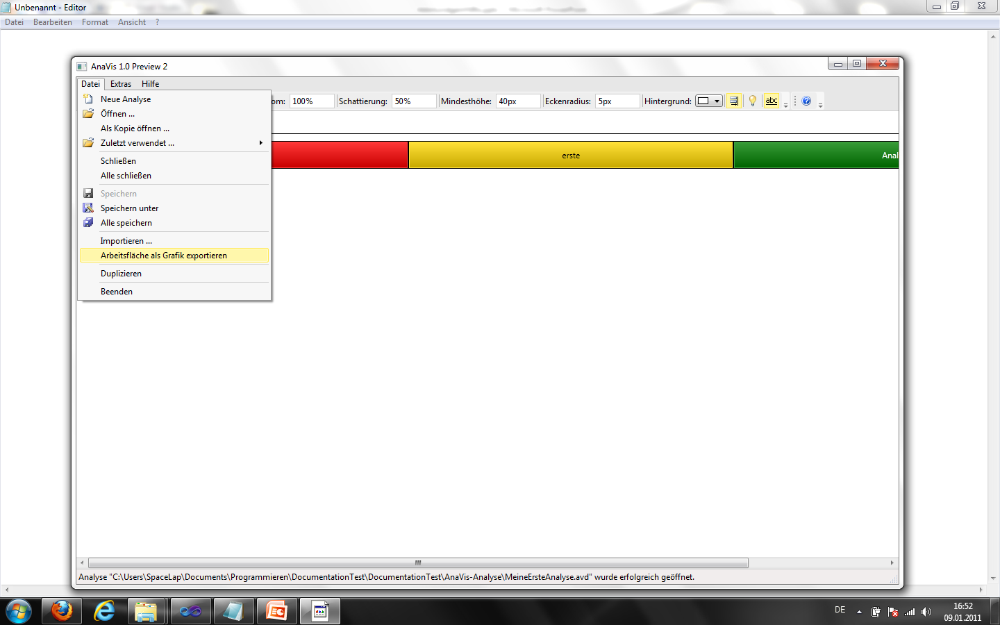 Unbenannt - Editor
Datei Bearbeiten Format Ansicht ?
AnaVis 1.0 Preview 2
Datei Extras Hilfe
om: 100% Schattierung: 50% Mindesthöhe: 40px Eckenradius: 5px Hintergrund: abc
Neue Analyse
Öffnen ...
Als Kopie öffnen ...
Zuletzt verwendet ...
Schließen
Alle schließen
Speichern
Speichern unter
Alle speichern
Importieren ...
Arbeitsfläche als Grafik exportieren
Duplizieren
Beenden
erste
Anal
Analyse "C:\Users\SpaceLap\Documents\Programmieren\DocumentationTest\DocumentationTest\AnaVis-Analyse\MeineErsteAnalyse.avd" wurde erfolgreich geöffnet.
DE
16:52
09.01.2011